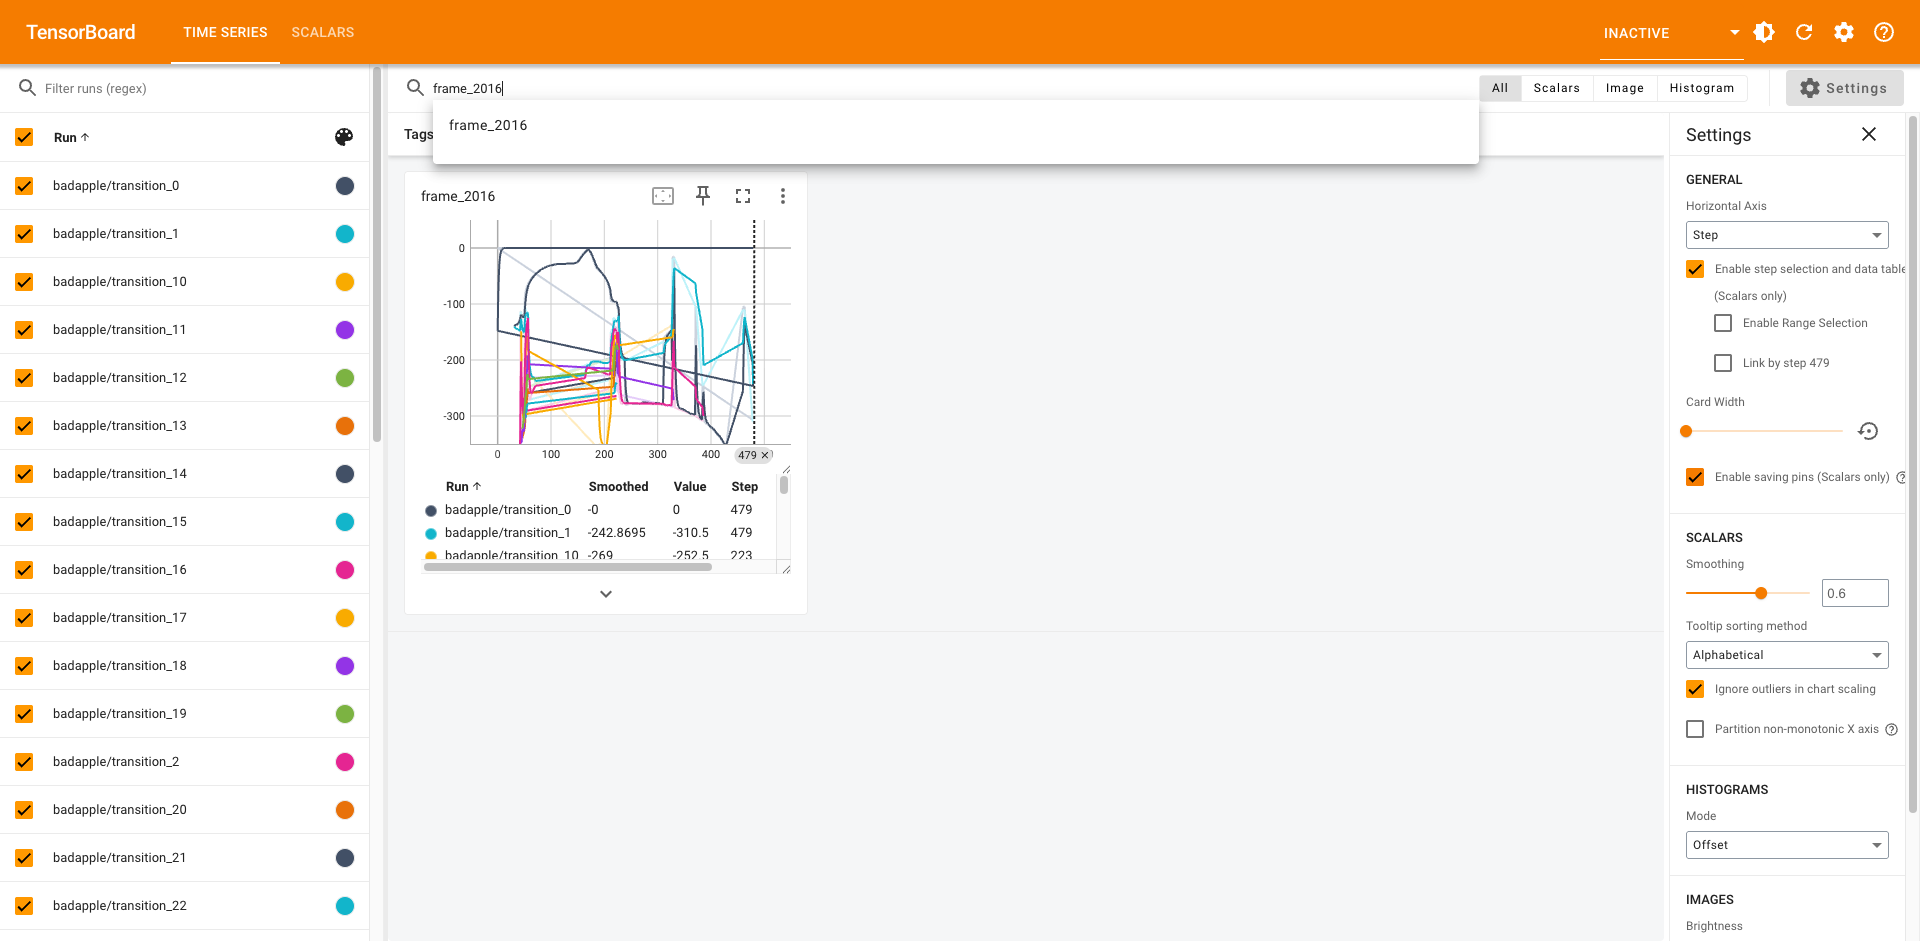 TensorBoard
TIME SERIES
SCALARS
INACTIVE
Filter runs (regex)
Run
badapple/transition_0
badapple/transition_1
badapple/transition_10
badapple/transition_11
badapple/transition_12
badapple/transition_13
badapple/transition_14
badapple/transition_15
badapple/transition_16
badapple/transition_17
badapple/transition_18
badapple/transition_19
badapple/transition_2
badapple/transition_20
badapple/transition_21
badapple/transition_22
frame_2016
All Scalars Image Histogram
Settings
frame_2016
Tags
frame_2016
0
-100
-200
-300
0 100 200 300 400 479
Run Smoothed Value Step
badapple/transition_0 -0 0 479
badapple/transition_1 -242.8695 -310.5 479
badapple/transition_10 -269 -252.5 223
Settings
GENERAL
Horizontal Axis
Step
Enable step selection and data table
(Scalars only)
Enable Range Selection
Link by step 479
Card Width
Enable saving pins (Scalars only)
SCALARS
Smoothing
0.6
Tooltip sorting method
Alphabetical
Ignore outliers in chart scaling
Partition non-monotonic X axis
HISTOGRAMS
Mode
Offset
IMAGES
Brightness